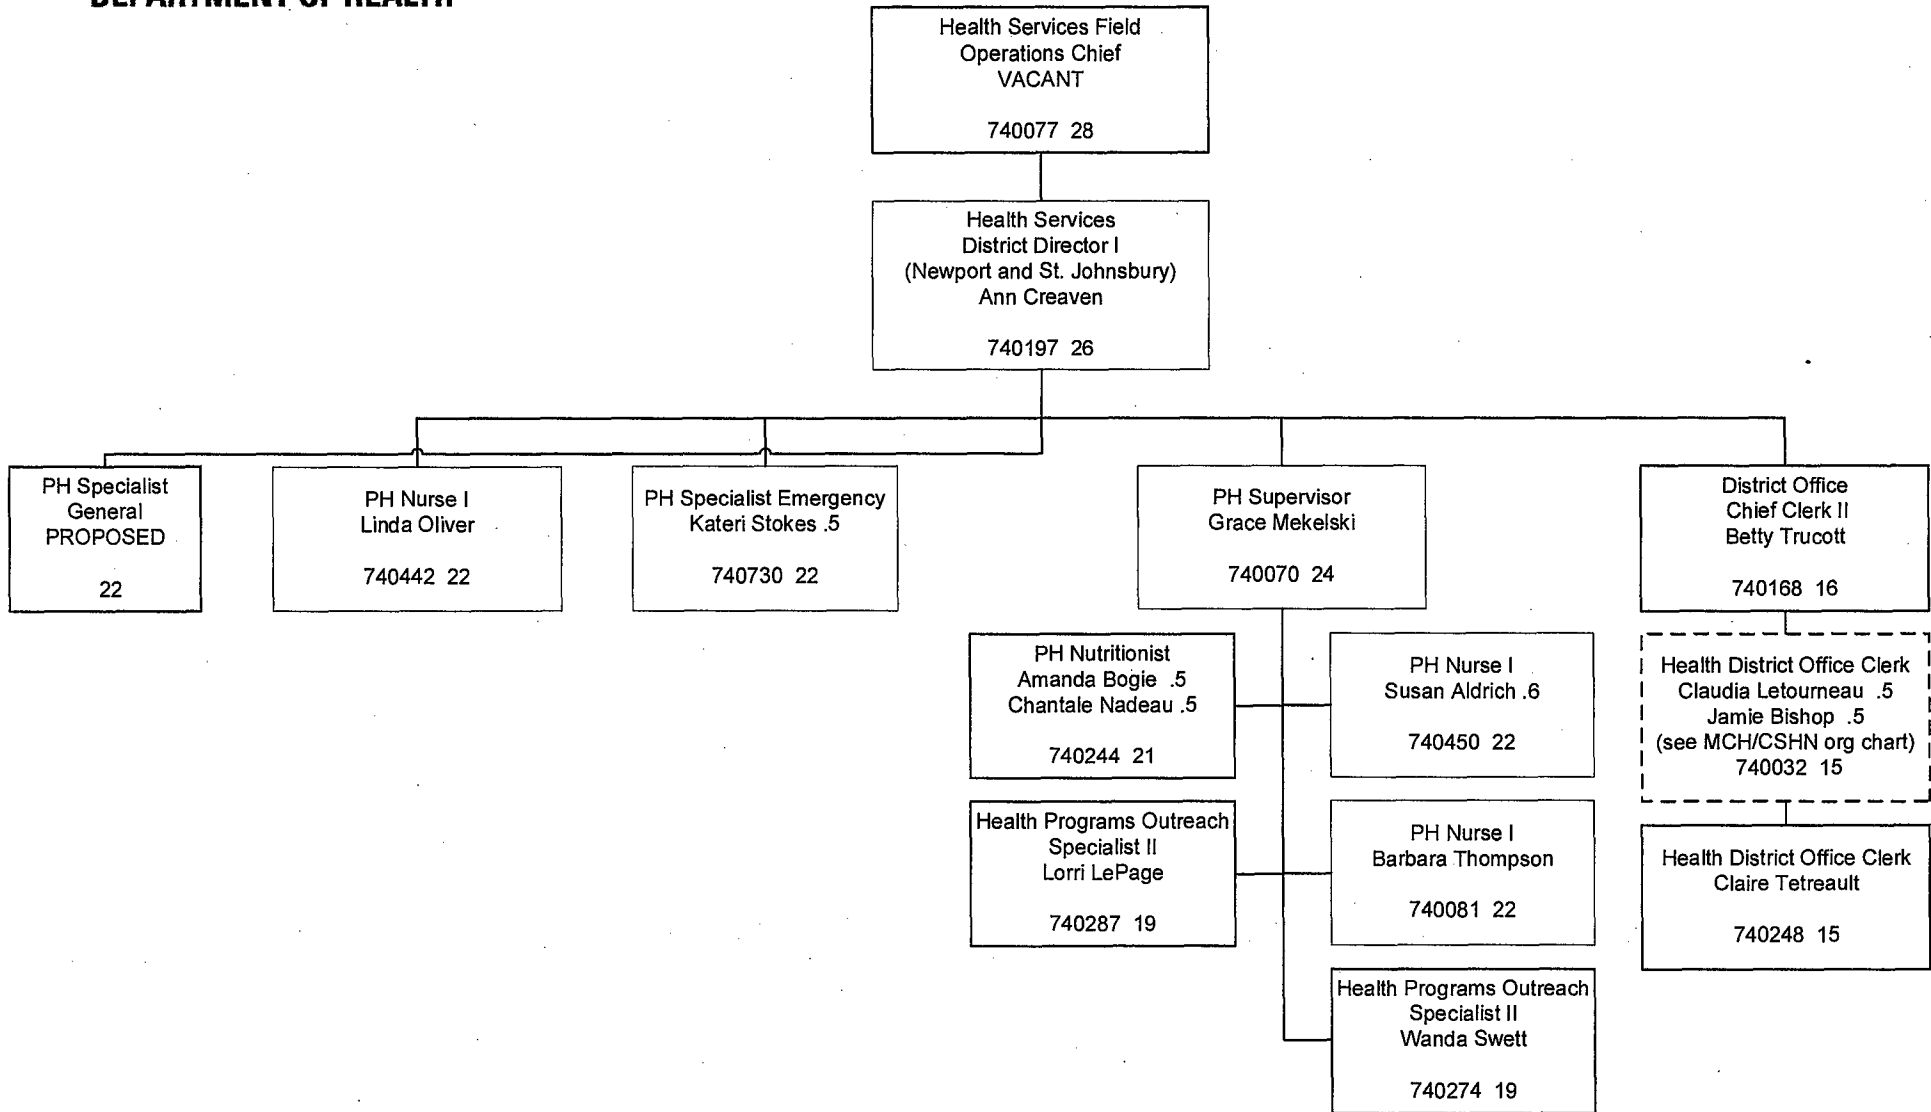 DEPARTMENT OF HEALTH
Health Services Field
Operations Chief
VACANT
740077 28
Health Services
District Director I
(Newport and St. Johnsbury)
Ann Creaven
740197 26
PH Specialist
General
PROPOSED
22
PH Nurse I
Linda Oliver
740442 22
PH Specialist Emergency
Kateri Stokes .5
740730 22
PH Supervisor
Grace Mekelski
740070 24
District Office
Chief Clerk II
Betty Trucott
740168 16
PH Nutritionist
Amanda Bogie .5
Chantale Nadeau .5
740244 21
PH Nurse I
Susan Aldrich .6
740450 22
Health District Office Clerk
Claudia Letourneau .5
Jamie Bishop .5
(see MCH/CSHN org chart)
740032 15
Health Programs Outreach
Specialist II
Lorri LePage
740287 19
PH Nurse I
Barbara Thompson
740081 22
Health District Office Clerk
Claire Tetreault
740248 15
Health Programs Outreach
Specialist II
Wanda Swett
740274 19